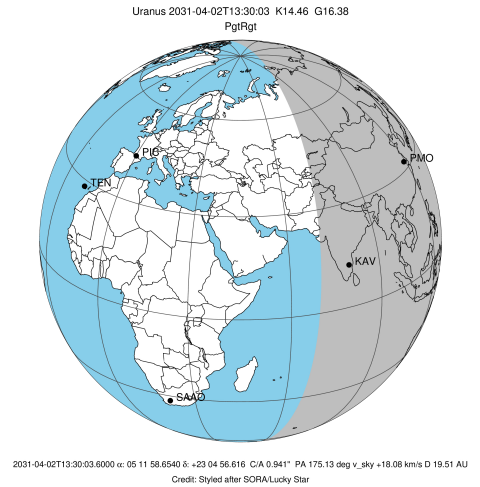 Uranus 2031-04-02T13:30:03  K14.46  G16.38
PgtRgt
PIC
PMO
TEN
KAV
SAAO
2031-04-02T13:30:03.6000 α: 05 11 58.6540 δ: +23 04 56.616  C/A 0.941"  PA 175.13 deg v_sky +18.08 km/s D 19.51 AU
Credit: Styled after SORA/Lucky Star